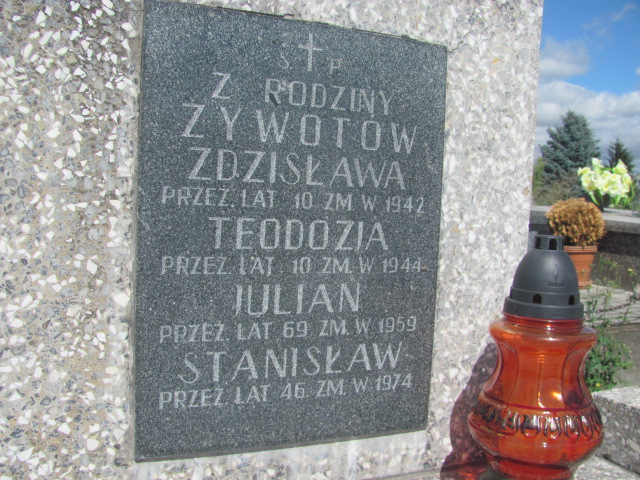 Ś P
Z RODZINY
ŻYWOTÓW
ZDZISŁAWA
PRZEŻ. LAT 10 ZM. W 1942
TEODOZJA
PRZEŻ. LAT 10 ZM. W 1944
JULIAN
PRZEŻ. LAT 69 ZM. W 1959
STANISŁAW
PRZEŻ. LAT 46. ZM. W 1974